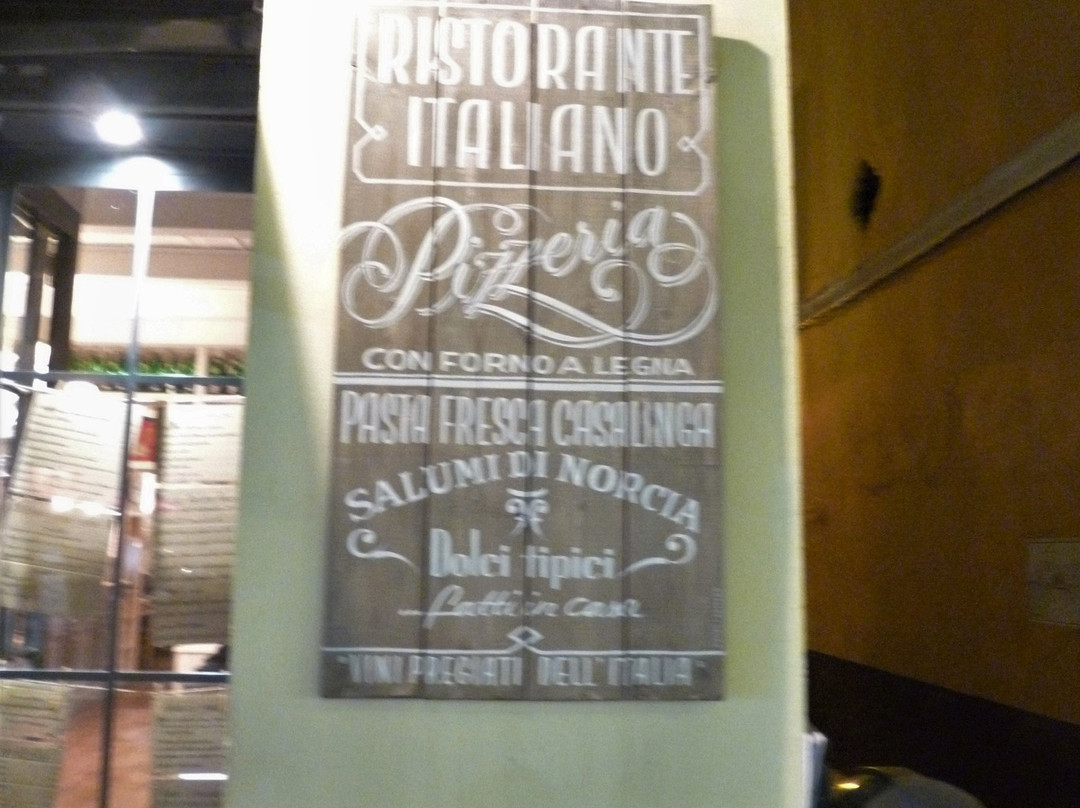 RISTORANTE
ITALIANO
Pizzeria
CON FORNO A LEGNA
PASTA FRESCA CASALINGA
SALUMI DI NORCIA
Dolci tipici
fatti in casa
"VINI PREGIATI DELL'ITALIA"